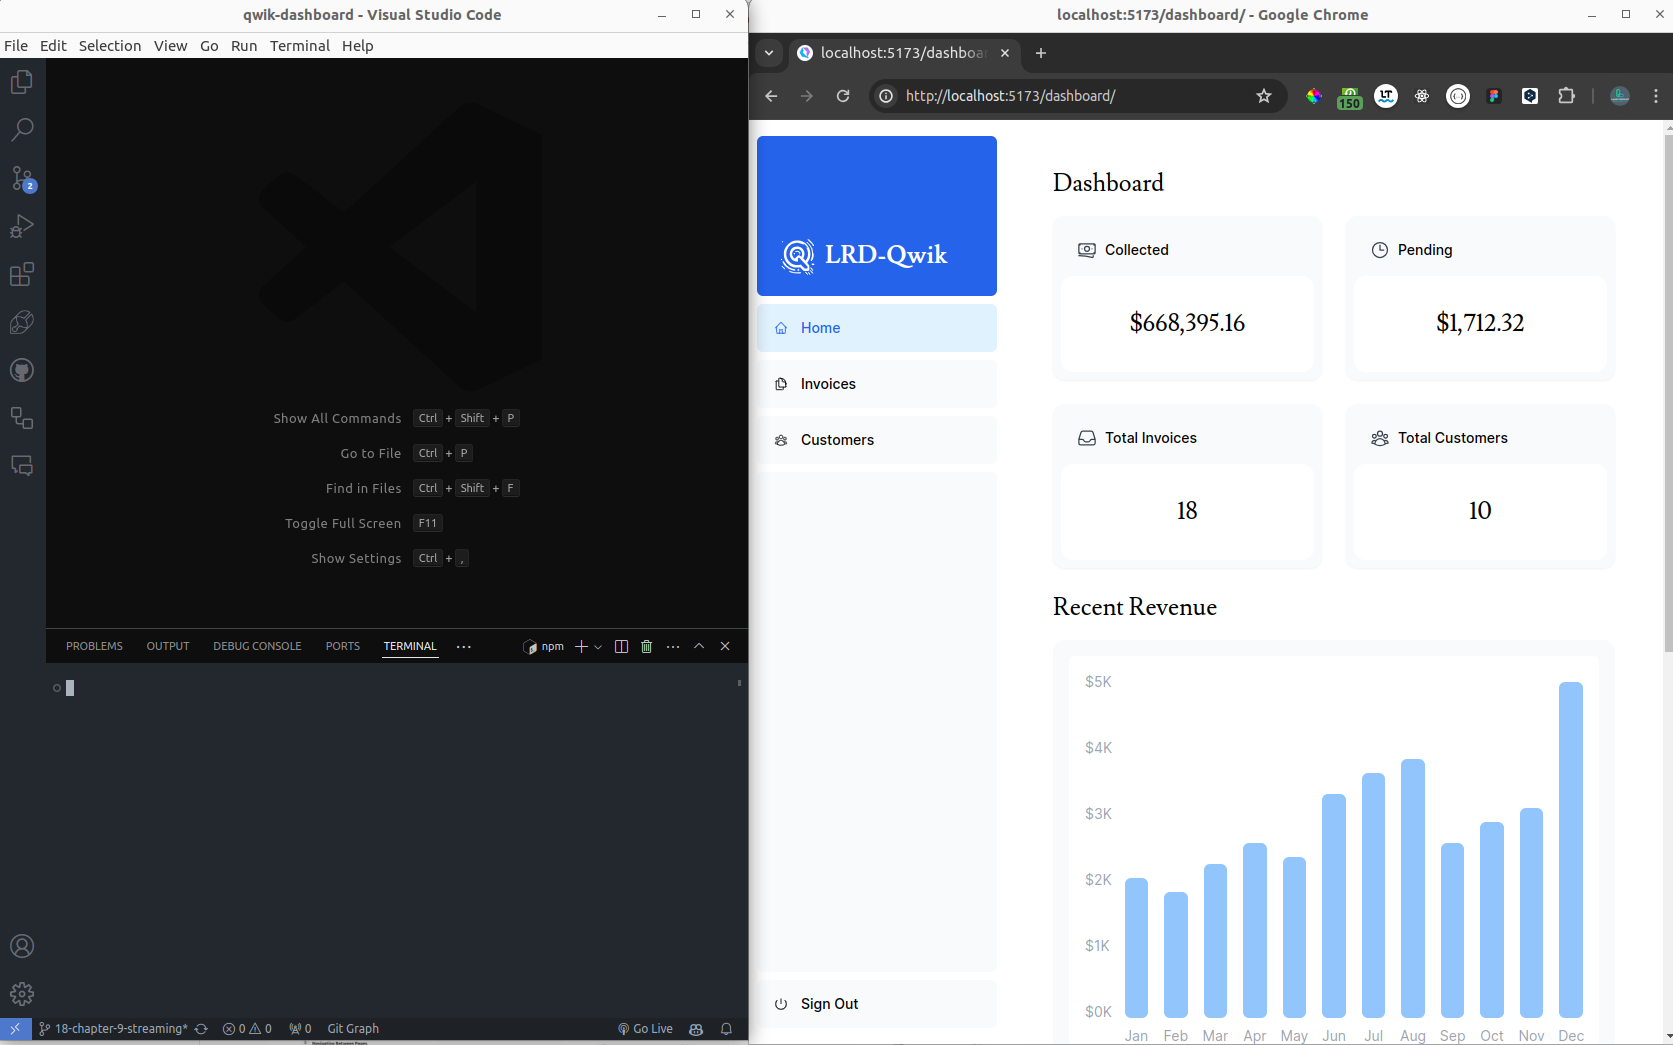 qwik-dashboard - Visual Studio Code
File Edit Selection View Go Run Terminal Help
2
Show All Commands Ctrl + Shift + P
Go to File Ctrl + P
Find in Files Ctrl + Shift + F
Toggle Full Screen F11
Show Settings Ctrl + ,
PROBLEMS OUTPUT DEBUG CONSOLE PORTS TERMINAL ··· npm
18-chapter-9-streaming* 0 0 0 Git Graph Go Live
Navigating Between Pages
localhost:5173/dashboard/ - Google Chrome
localhost:5173/dashboa
http://localhost:5173/dashboard/
150
LT
LRD-Qwik
Home
Invoices
Customers
Sign Out
Dashboard
Collected
$668,395.16
Pending
$1,712.32
Total Invoices
18
Total Customers
10
Recent Revenue
$5K
$4K
$3K
$2K
$1K
$0K
Jan Feb Mar Apr May Jun Jul Aug Sep Oct Nov Dec